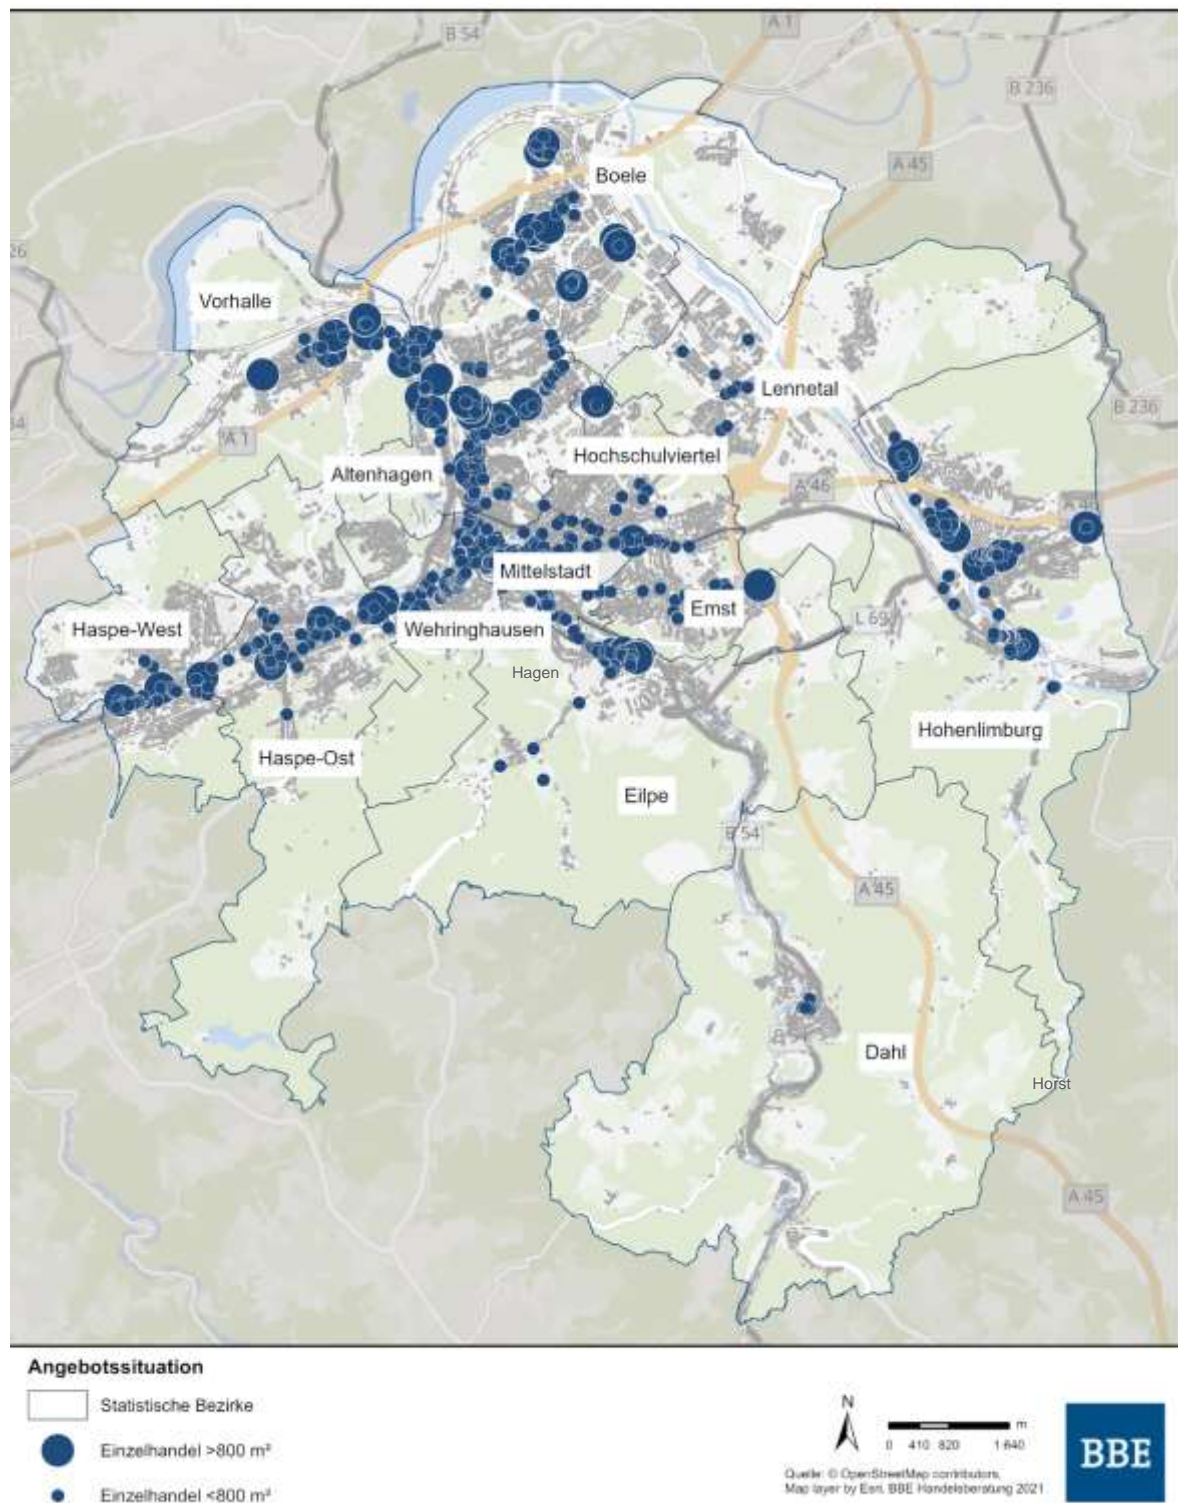 B 54
A 1
B 236
A 45
Boele
26
Vorhalle
Lennetal
B 236
A 1
Hochschulviertel
Altenhagen
A 46
Mittelstadt
Emst
Haspe-West
Wehringhausen
L 69
Hagen
Hohenlimburg
Haspe-Ost
Eilpe
B 54
A 45
Dahl
Horst
A 45
Angebotssituation
Statistische Bezirke
Einzelhandel >800 m²
Einzelhandel <800 m²
N
m
0 410 820 1 640
Quelle: © OpenStreetMap contributors,
Map layer by Esri, BBE Handelsberatung 2021
BBE